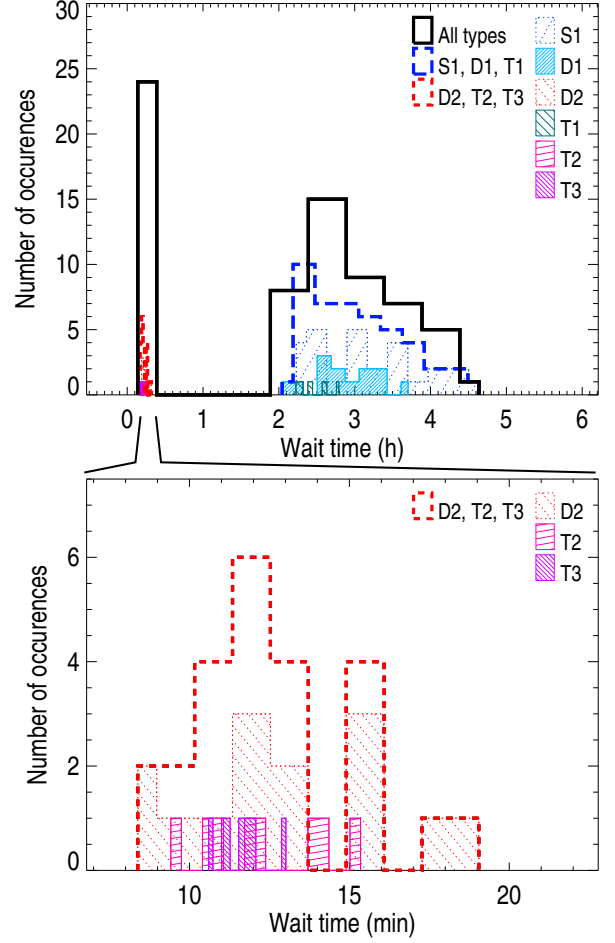 30
25
20
15
10
5
0
Number of occurences
All types
S1, D1, T1
D2, T2, T3
S1
D1
D2
T1
T2
T3
0 1 2 3 4 5 6
Wait time (h)
6
4
2
0
Number of occurences
D2, T2, T3
D2
T2
T3
10 15 20
Wait time (min)